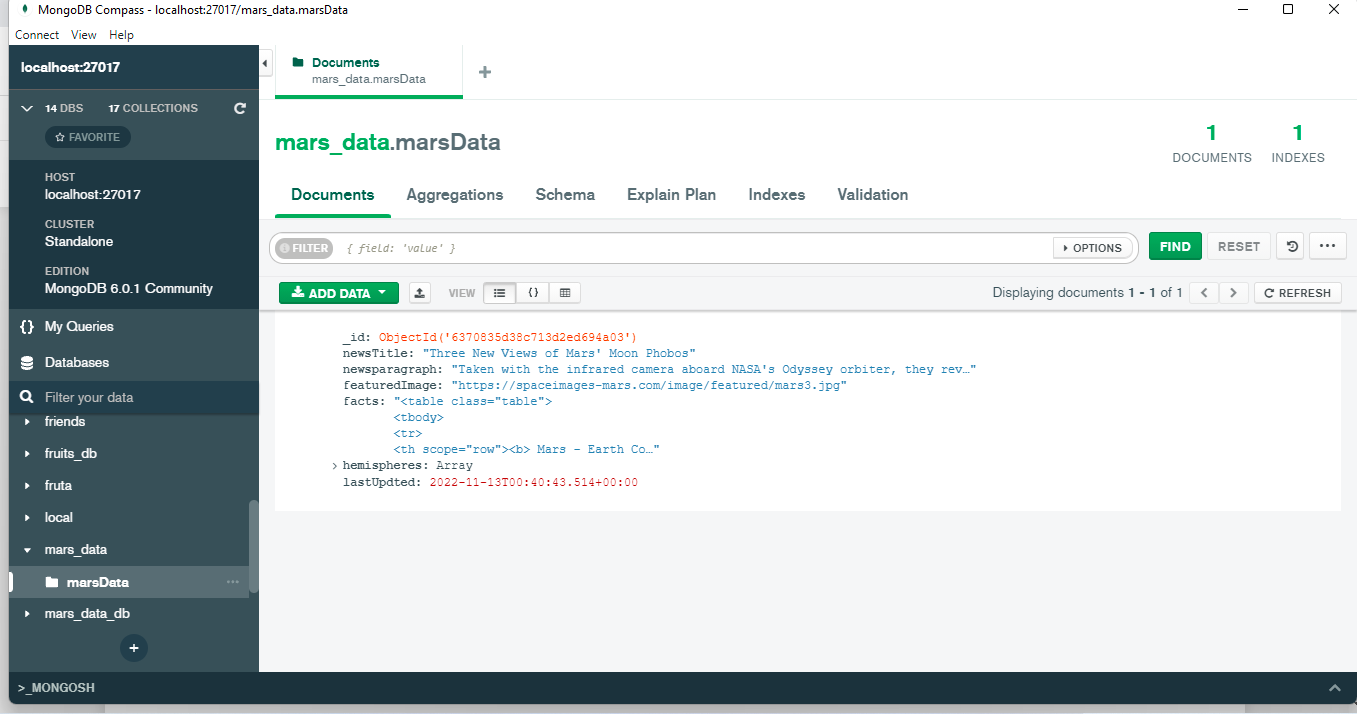 MongoDB Compass - localhost:27017/mars_data.marsData
Connect View Help
localhost:27017
14 DBS 17 COLLECTIONS
FAVORITE
HOST
localhost:27017
CLUSTER
Standalone
EDITION
MongoDB 6.0.1 Community
{} My Queries
Databases
Filter your data
friends
fruits_db
fruta
local
mars_data
marsData
mars_data_db
+
Documents
mars_data.marsData
+
mars_data.marsData
1
DOCUMENTS
1
INDEXES
Documents Aggregations Schema Explain Plan Indexes Validation
FILTER { field: 'value' } OPTIONS FIND RESET
ADD DATA VIEW {} Displaying documents 1 - 1 of 1 < > REFRESH
_id: ObjectId('6370835d38c713d2ed694a03')
newsTitle: "Three New Views of Mars' Moon Phobos"
newsparagraph: "Taken with the infrared camera aboard NASA's Odyssey orbiter, they rev…"
featuredImage: "https://spaceimages-mars.com/image/featured/mars3.jpg"
facts: "<table class="table">
<tbody>
<tr>
<th scope="row"><b> Mars - Earth Co…"
> hemispheres: Array
lastUpdted: 2022-11-13T00:40:43.514+00:00
>_MONGOSH